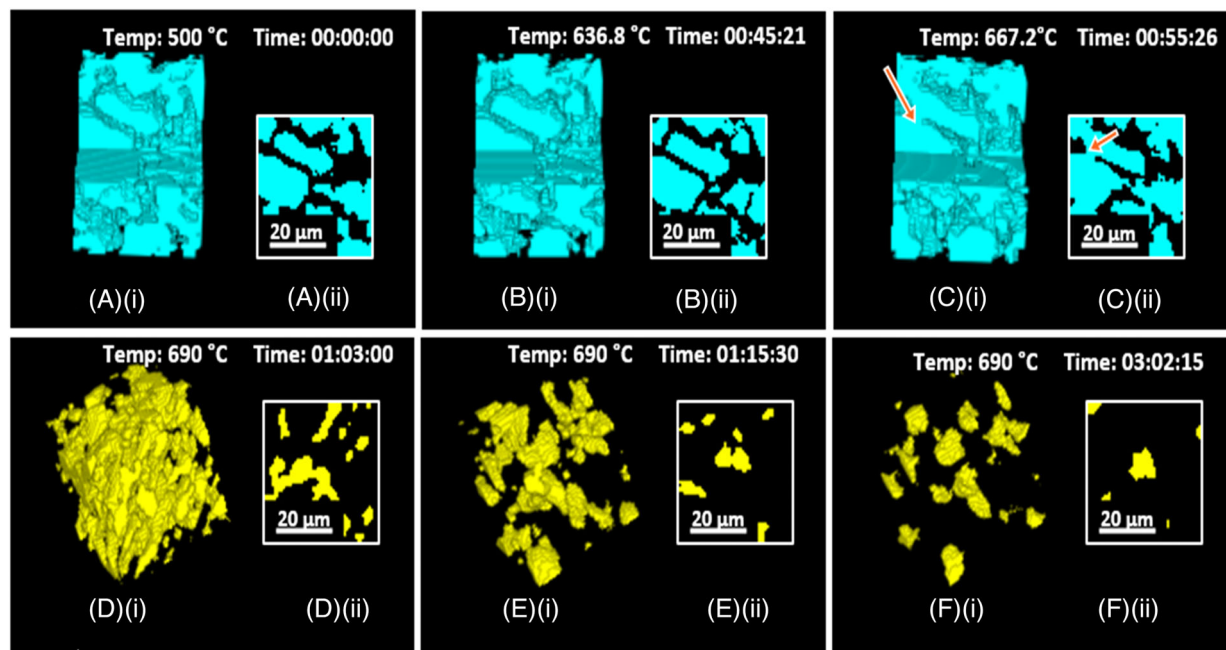 Temp: 500 °C Time: 00:00:00
20 µm
(A)(i) (A)(ii)
Temp: 636.8 °C Time: 00:45:21
20 µm
(B)(i) (B)(ii)
Temp: 667.2°C Time: 00:55:26
20 µm
(C)(i) (C)(ii)
Temp: 690 °C Time: 01:03:00
20 µm
(D)(i) (D)(ii)
Temp: 690 °C Time: 01:15:30
20 µm
(E)(i) (E)(ii)
Temp: 690 °C Time: 03:02:15
20 µm
(F)(i) (F)(ii)